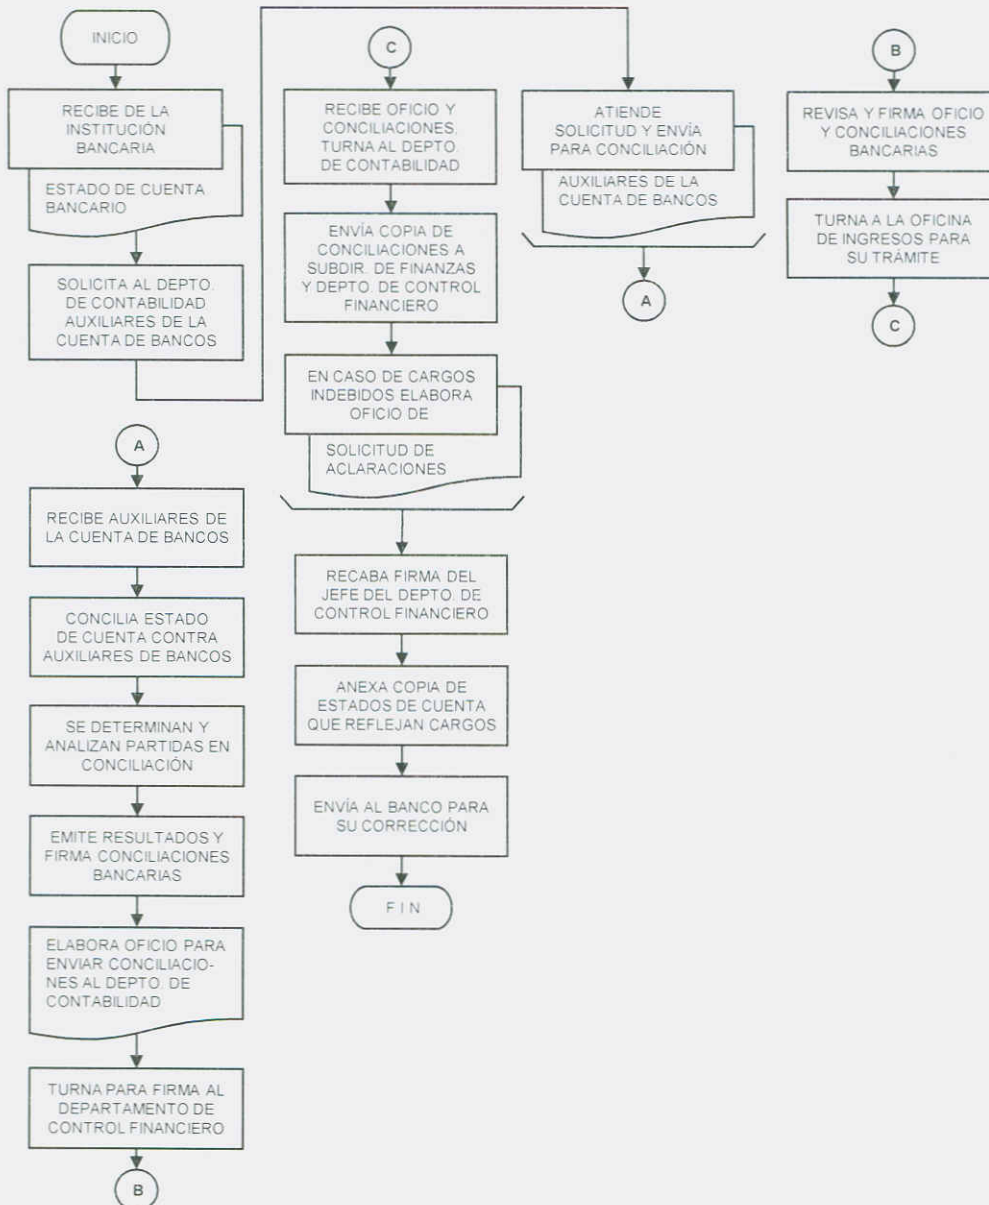 INICIO
RECIBE DE LA
INSTITUCIÓN
BANCARIA
ESTADO DE CUENTA
BANCARIO
SOLICITA AL DEPTO.
DE CONTABILIDAD
AUXILIARES DE LA
CUENTA DE BANCOS
A
RECIBE AUXILIARES DE
LA CUENTA DE BANCOS
CONCILIA ESTADO
DE CUENTA CONTRA
AUXILIARES DE BANCOS
SE DETERMINAN Y
ANALIZAN PARTIDAS EN
CONCILIACIÓN
EMITE RESULTADOS Y
FIRMA CONCILIACIONES
BANCARIAS
ELABORA OFICIO PARA
ENVIAR CONCILIACIO-
NES AL DEPTO. DE
CONTABILIDAD
TURNA PARA FIRMA AL
DEPARTAMENTO DE
CONTROL FINANCIERO
B
C
RECIBE OFICIO Y
CONCILIACIONES,
TURNA AL DEPTO.
DE CONTABILIDAD
ENVÍA COPIA DE
CONCILIACIONES A
SUBDIR. DE FINANZAS
Y DEPTO. DE CONTROL
FINANCIERO
EN CASO DE CARGOS
INDEBIDOS ELABORA
OFICIO DE
SOLICITUD DE
ACLARACIONES
RECABA FIRMA DEL
JEFE DEL DEPTO. DE
CONTROL FINANCIERO
ANEXA COPIA DE
ESTADOS DE CUENTA
QUE REFLEJAN CARGOS
ENVÍA AL BANCO PARA
SU CORRECCIÓN
F I N
ATIENDE
SOLICITUD Y ENVÍA
PARA CONCILIACIÓN
AUXILIARES DE LA
CUENTA DE BANCOS
A
B
REVISA Y FIRMA OFICIO
Y CONCILIACIONES
BANCARIAS
TURNA A LA OFICINA
DE INGRESOS PARA
SU TRÁMITE
C